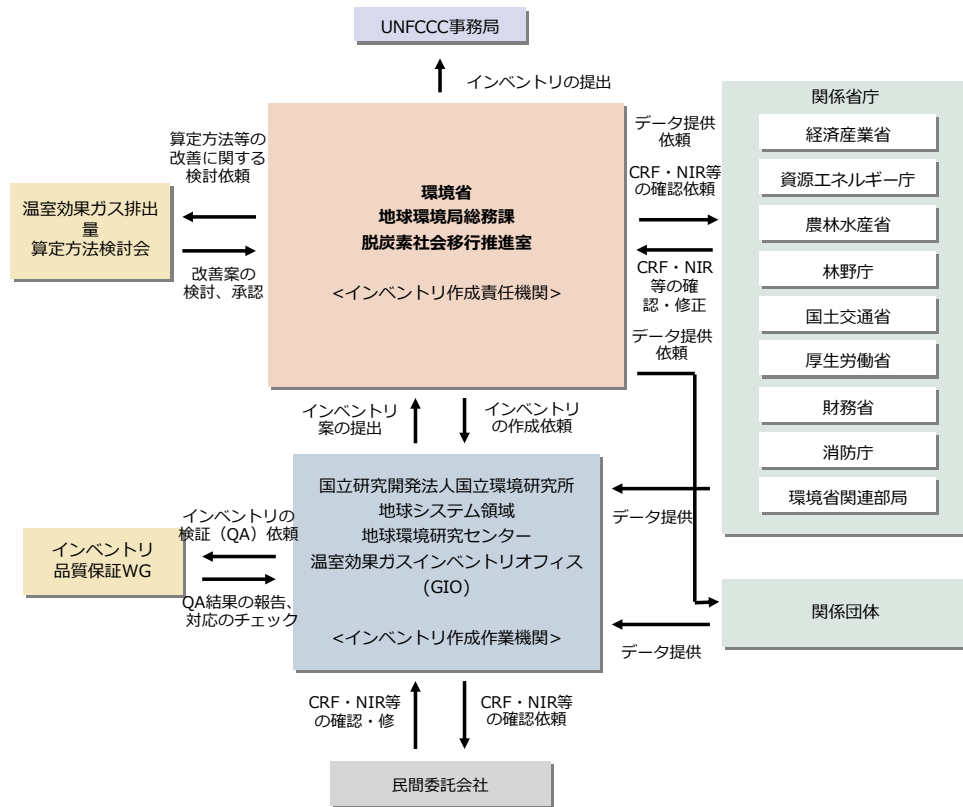 UNFCCC事務局
インベントリの提出
算定方法等の
改善に関する
検討依頼
温室効果ガス排出
量
算定方法検討会
改善案の
検討、承認
環境省
地球環境局総務課
脱炭素社会移行推進室
<インベントリ作成責任機関>
データ提供
依頼
CRF・NIR等
の確認依頼
CRF・NIR
等の確
認・修正
データ提供
依頼
関係省庁
経済産業省
資源エネルギー庁
農林水産省
林野庁
国土交通省
厚生労働省
財務省
消防庁
環境省関連部局
インベントリ
案の提出
インベントリ
の作成依頼
国立研究開発法人国立環境研究所
地球システム領域
地球環境研究センター
温室効果ガスインベントリオフィス
(GIO)
<インベントリ作成作業機関>
インベントリの
検証（QA）依頼
インベントリ
品質保証WG
QA結果の報告、
対応のチェック
データ提供
関係団体
データ提供
CRF・NIR等
の確認・修
CRF・NIR等
の確認依頼
民間委託会社